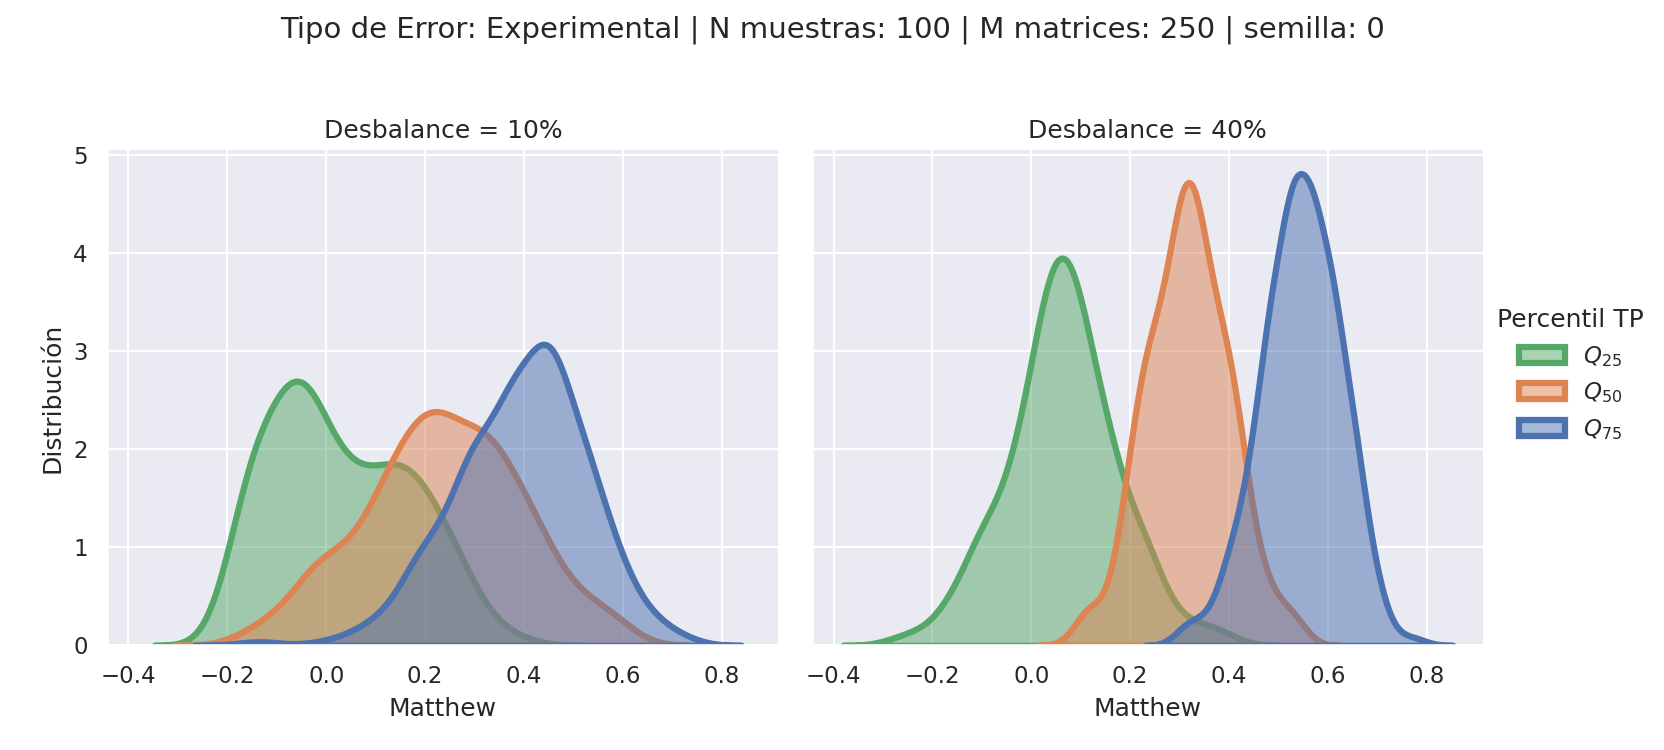 Tipo de Error: Experimental | N muestras: 100 | M matrices: 250 | semilla: 0
Desbalance = 10%
Desbalance = 40%
5
4
3
2
1
0
Distribución
−0.4 −0.2 0.0 0.2 0.4 0.6 0.8
Matthew
−0.4 −0.2 0.0 0.2 0.4 0.6 0.8
Matthew
Percentil TP
Q25
Q50
Q75